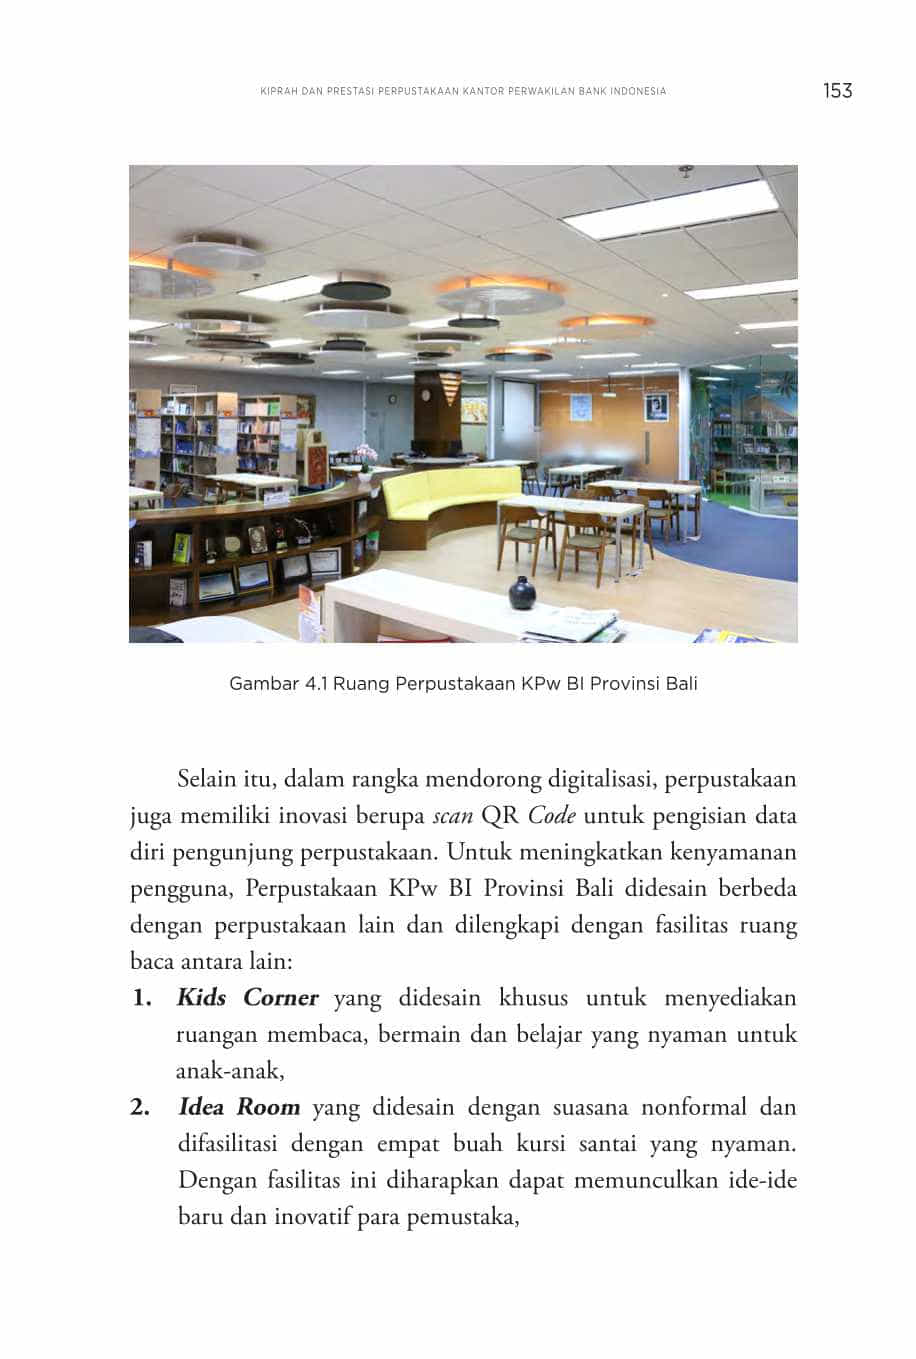 KIPRAH DAN PRESTASI PERPUSTAKAAN KANTOR PERWAKILAN BANK INDONESIA
153
Gambar 4.1 Ruang Perpustakaan KPw BI Provinsi Bali
Selain itu, dalam rangka mendorong digitalisasi, perpustakaan
juga memiliki inovasi berupa scan QR Code untuk pengisian data
diri pengunjung perpustakaan. Untuk meningkatkan kenyamanan
pengguna, Perpustakaan KPw BI Provinsi Bali didesain berbeda
dengan perpustakaan lain dan dilengkapi dengan fasilitas ruang
baca antara lain:
1. Kids Corner yang didesain khusus untuk menyediakan
ruangan membaca, bermain dan belajar yang nyaman untuk
anak-anak,
2. Idea Room yang didesain dengan suasana nonformal dan
difasilitasi dengan empat buah kursi santai yang nyaman.
Dengan fasilitas ini diharapkan dapat memunculkan ide-ide
baru dan inovatif para pemustaka,